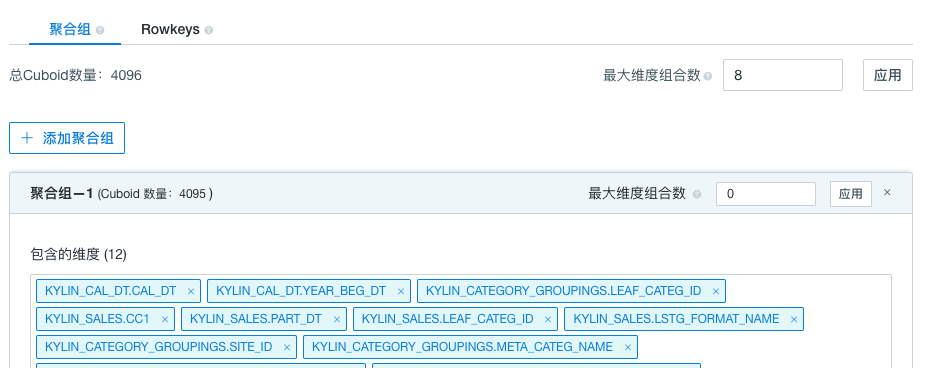 聚合组 ? Rowkeys ?
总Cuboid数量：4096 最大维度组合数 ? 8 应用
+ 添加聚合组
聚合组—1 (Cuboid 数量：4095 ) 最大维度组合数 ? 0 应用 ×
包含的维度 (12)
KYLIN_CAL_DT.CAL_DT × KYLIN_CAL_DT.YEAR_BEG_DT × KYLIN_CATEGORY_GROUPINGS.LEAF_CATEG_ID ×
KYLIN_SALES.CC1 × KYLIN_SALES.PART_DT × KYLIN_SALES.LEAF_CATEG_ID × KYLIN_SALES.LSTG_FORMAT_NAME ×
KYLIN_CATEGORY_GROUPINGS.SITE_ID × KYLIN_CATEGORY_GROUPINGS.META_CATEG_NAME ×